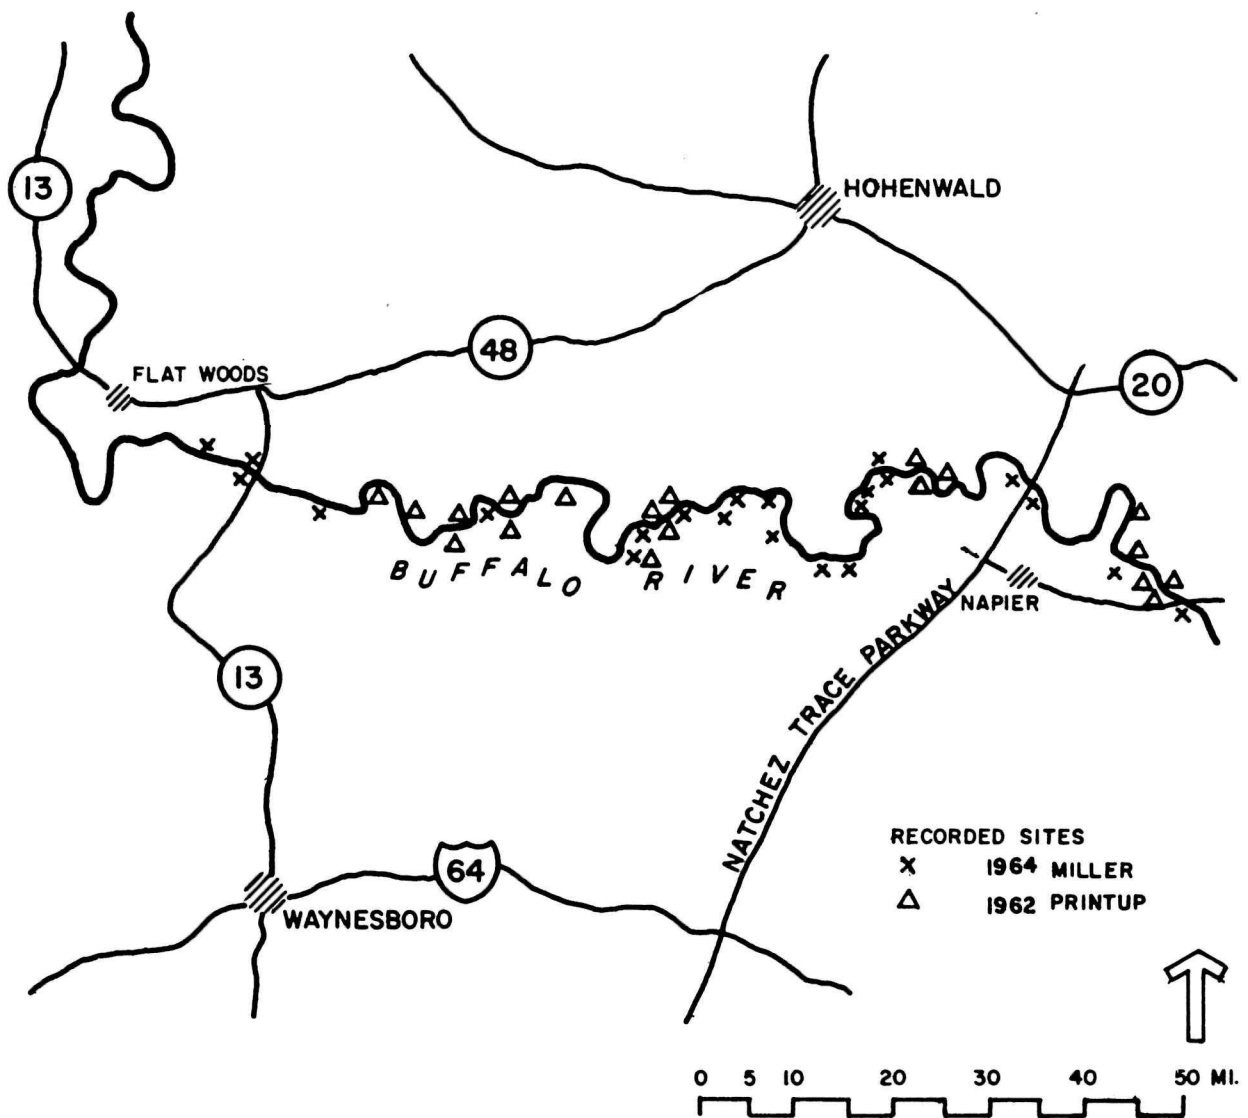 13
HOHENWALD
48
FLAT WOODS
20
BUFFALO RIVER
NAPIER
NATCHEZ TRACE PARKWAY
13
RECORDED SITES
X 1964 MILLER
△ 1962 PRINTUP
64
WAYNESBORO
0 5 10 20 30 40 50 MI.